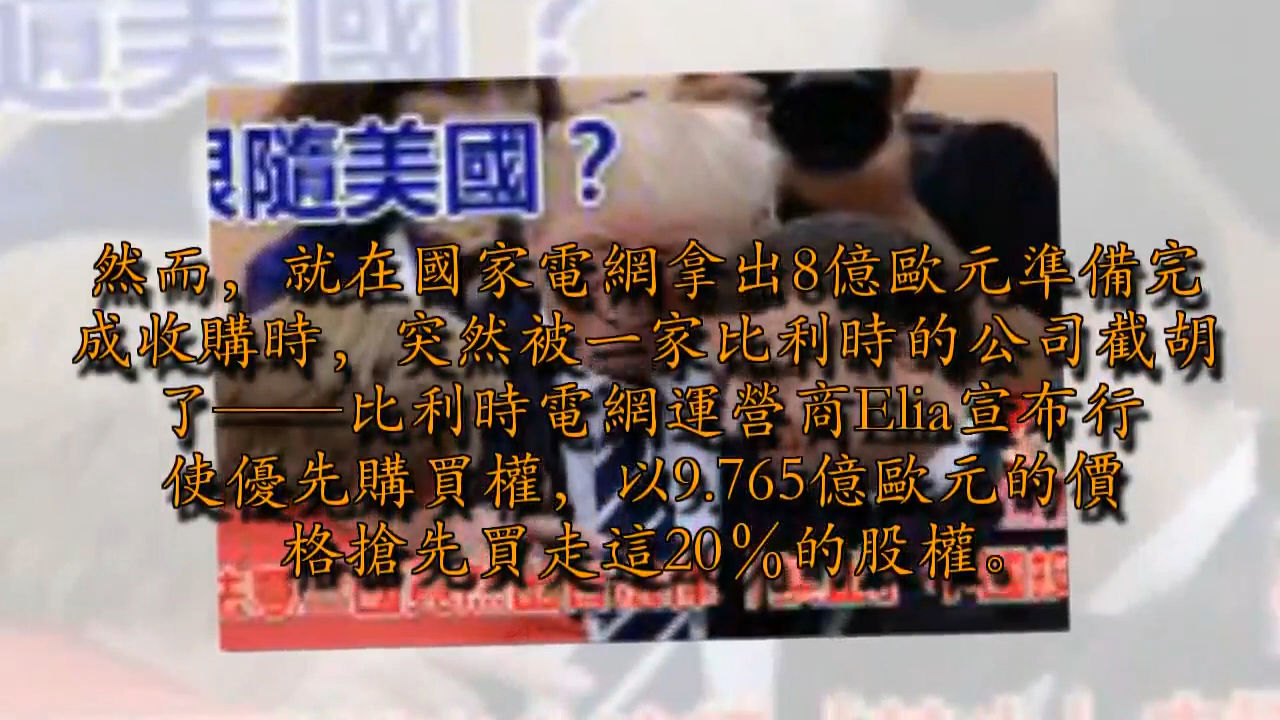 隨美國？
然而，就在國家電網拿出8億歐元準備完
成收購時，突然被一家比利時的公司截胡
了——比利時電網運營商Elia宣布行
使優先購買權，以9.765億歐元的價
格搶先買走這20%的股權。